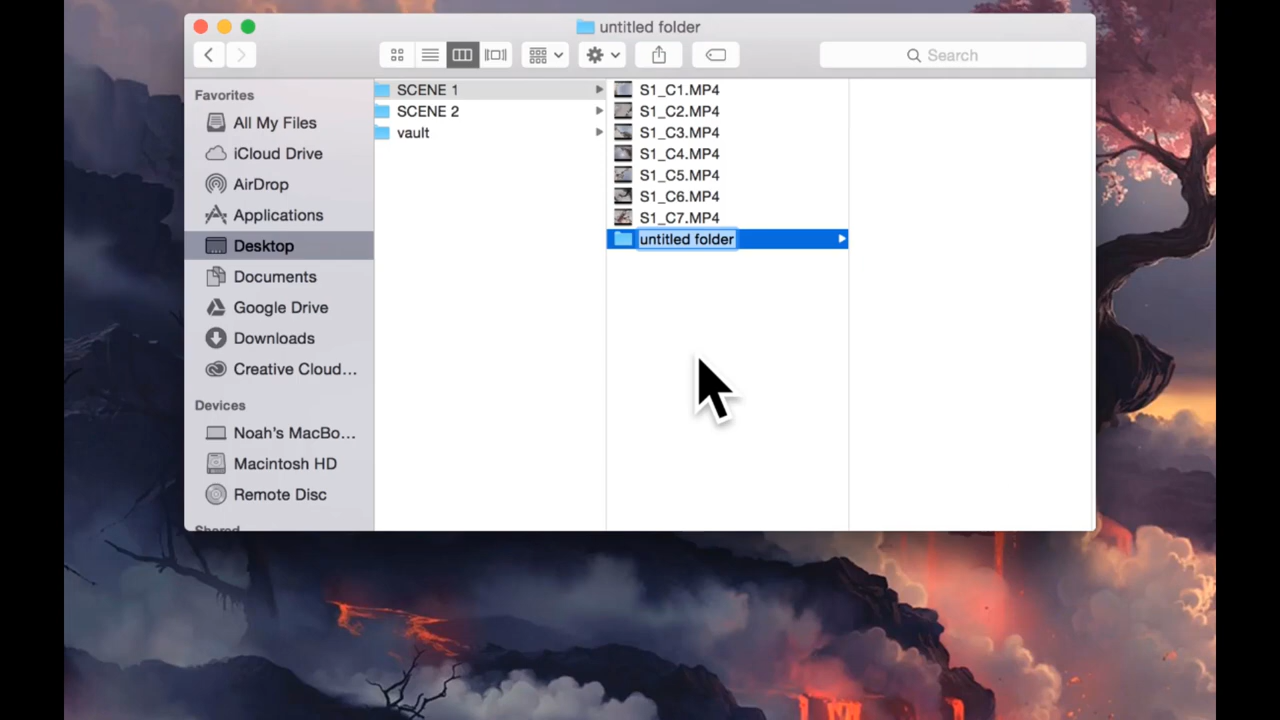 untitled folder
Search
Favorites
All My Files
iCloud Drive
AirDrop
Applications
Desktop
Documents
Google Drive
Downloads
Creative Cloud...
Devices
Noah's MacBo...
Macintosh HD
Remote Disc
Shared
SCENE 1
SCENE 2
vault
S1_C1.MP4
S1_C2.MP4
S1_C3.MP4
S1_C4.MP4
S1_C5.MP4
S1_C6.MP4
S1_C7.MP4
untitled folder